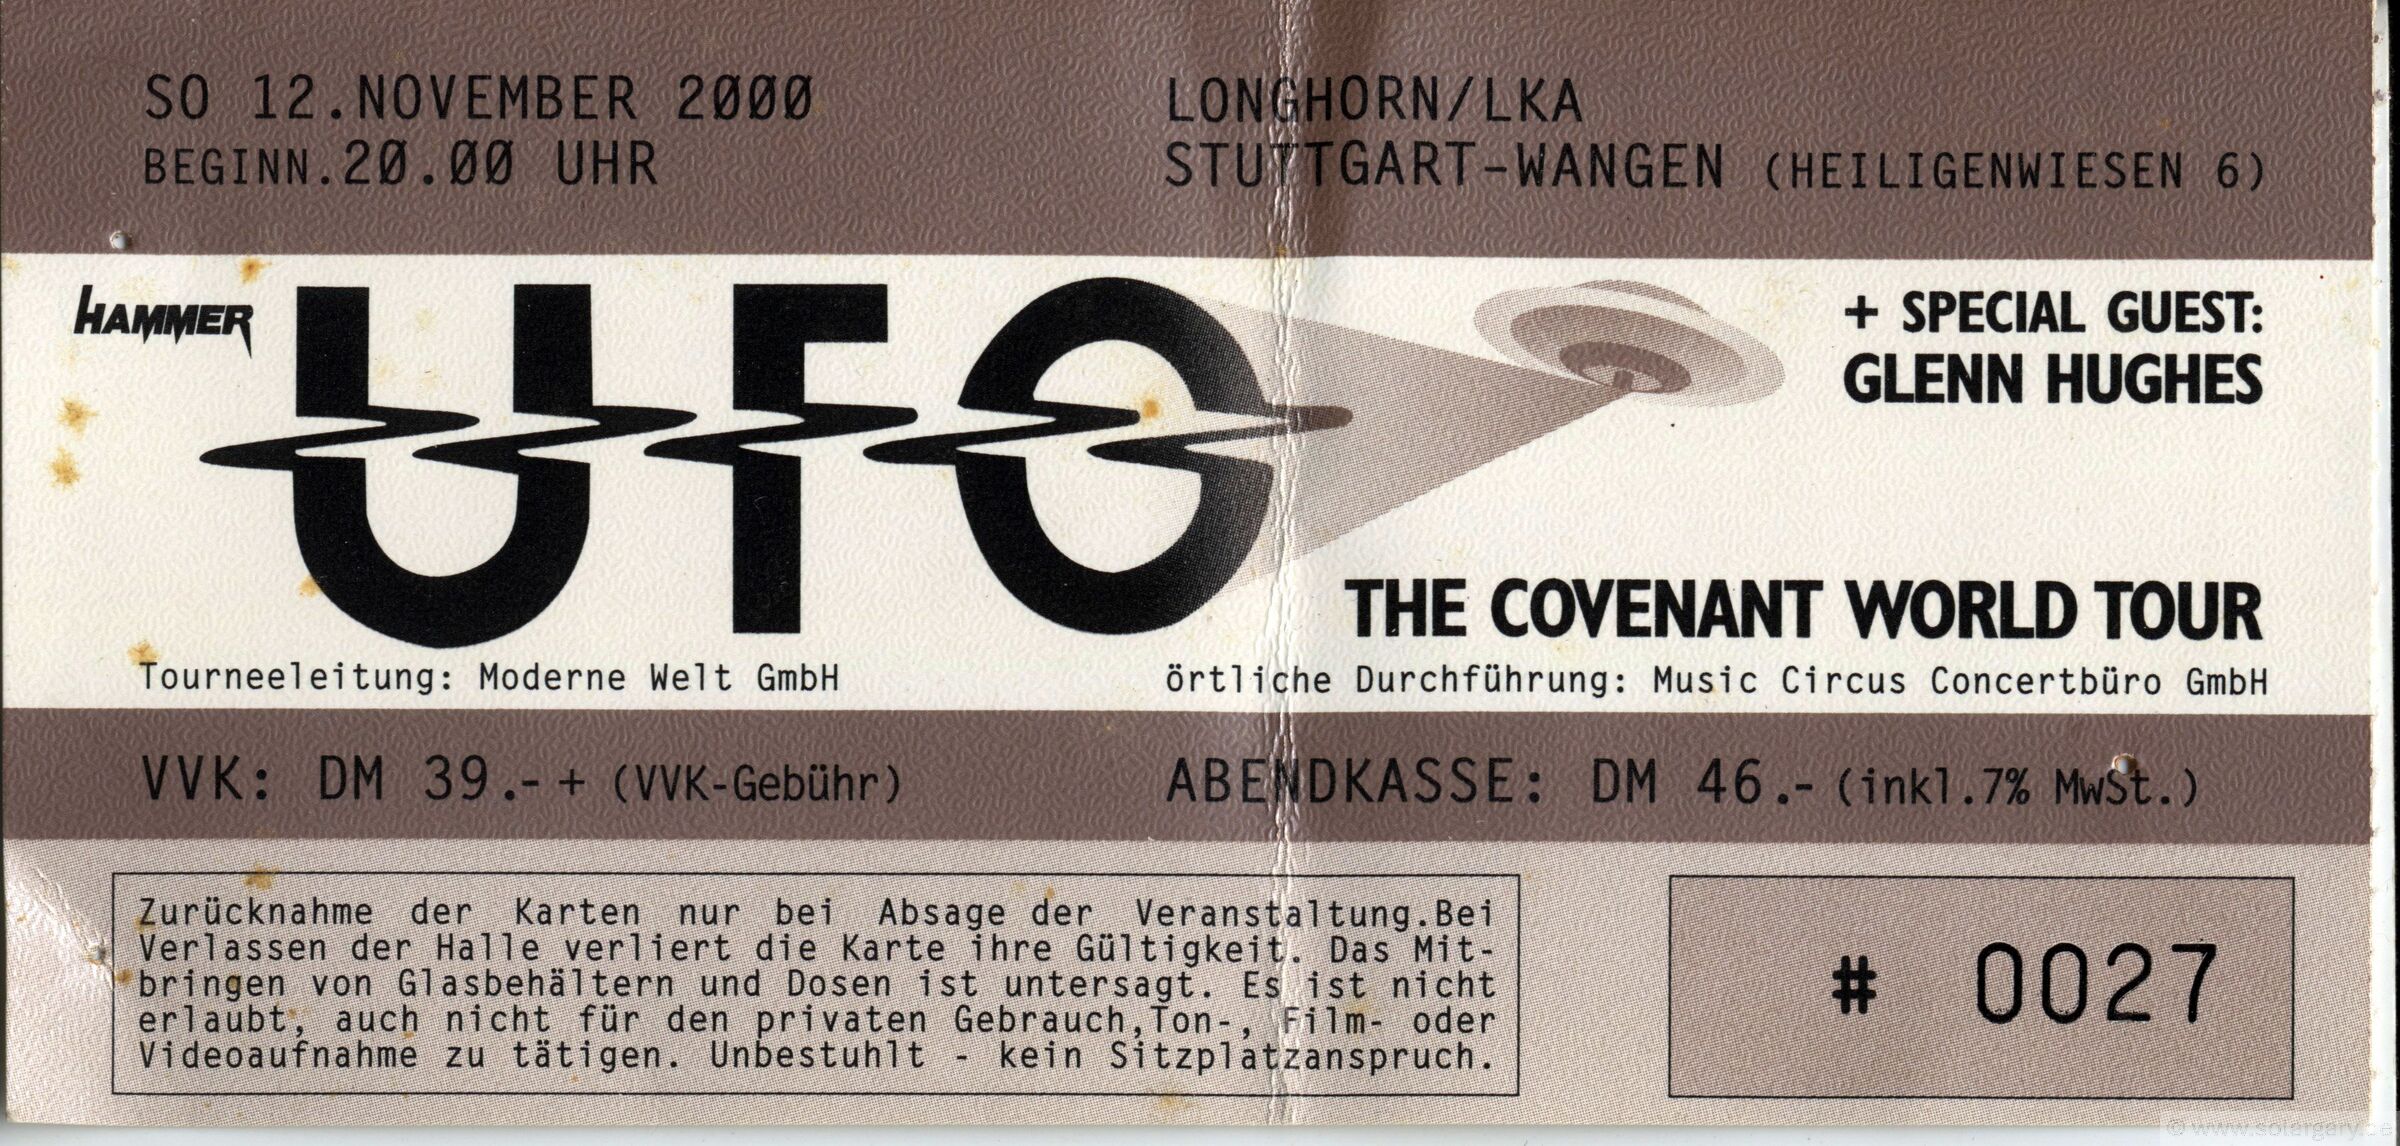 SO 12.NOVEMBER 2000
BEGINN.20.00 UHR
LONGHORN/LKA
STUTTGART-WANGEN (HEILIGENWIESEN 6)
HAMMER
UFO
+ SPECIAL GUEST:
GLENN HUGHES
THE COVENANT WORLD TOUR
Tourneeleitung: Moderne Welt GmbH
örtliche Durchführung: Music Circus Concertbüro GmbH
VVK: DM 39.-+ (VVK-Gebühr)
ABENDKASSE: DM 46.- (inkl.7% MwSt.)
Zurücknahme der Karten nur bei Absage der Veranstaltung.Bei
Verlassen der Halle verliert die Karte ihre Gültigkeit. Das Mit-
bringen von Glasbehältern und Dosen ist untersagt. Es ist nicht
erlaubt, auch nicht für den privaten Gebrauch,Ton-, Film- oder
Videoaufnahme zu tätigen. Unbestuhlt - kein Sitzplatzanspruch.
# 0027